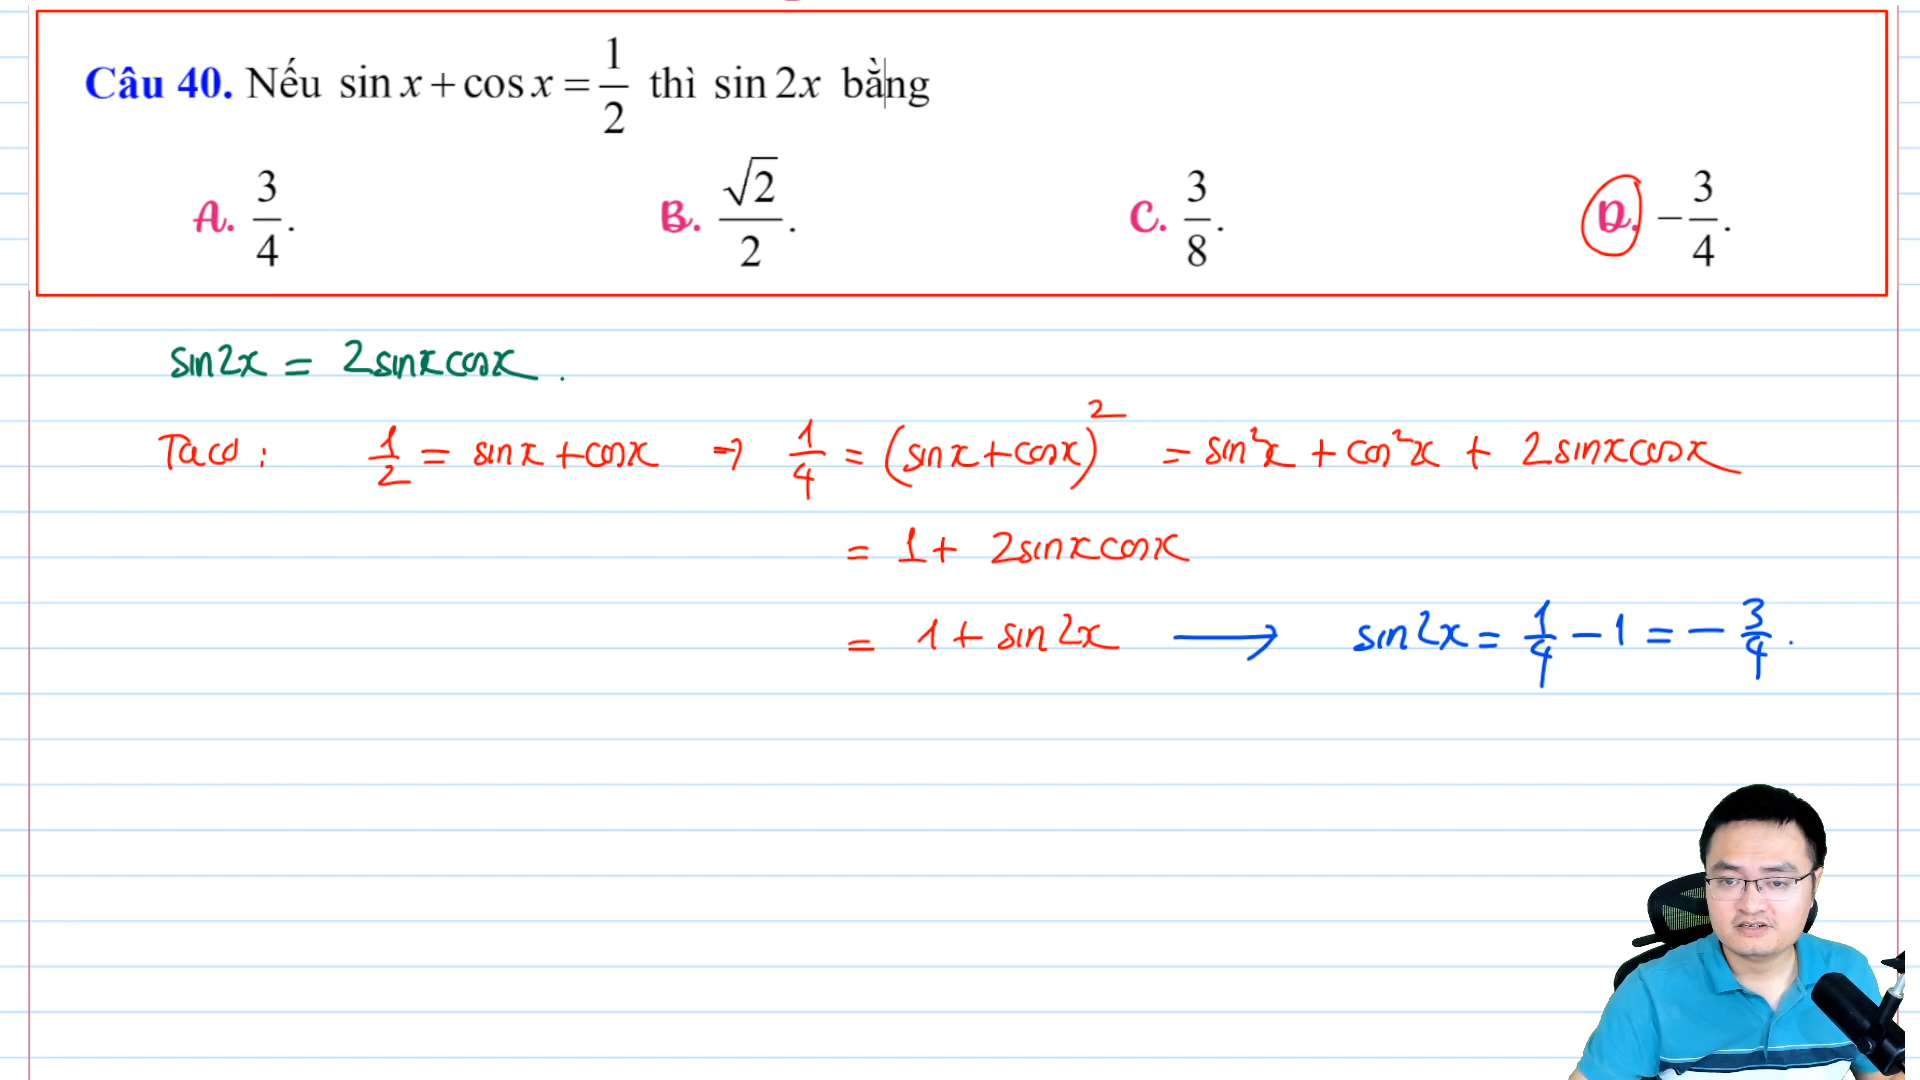 Câu 40. Nếu sin x + cos x = 1/2 thì sin 2x bằng
A. 3/4. B. √2/2. C. 3/8. D. −3/4.
sin2x = 2sinxcosx.
Ta có: 1/2 = sinx + cosx ⇒ 1/4 = (sinx + cosx)² = sin²x + cos²x + 2sinxcosx
= 1 + 2sinxcosx
= 1 + sin2x ⟶ sin2x = 1/4 − 1 = −3/4.